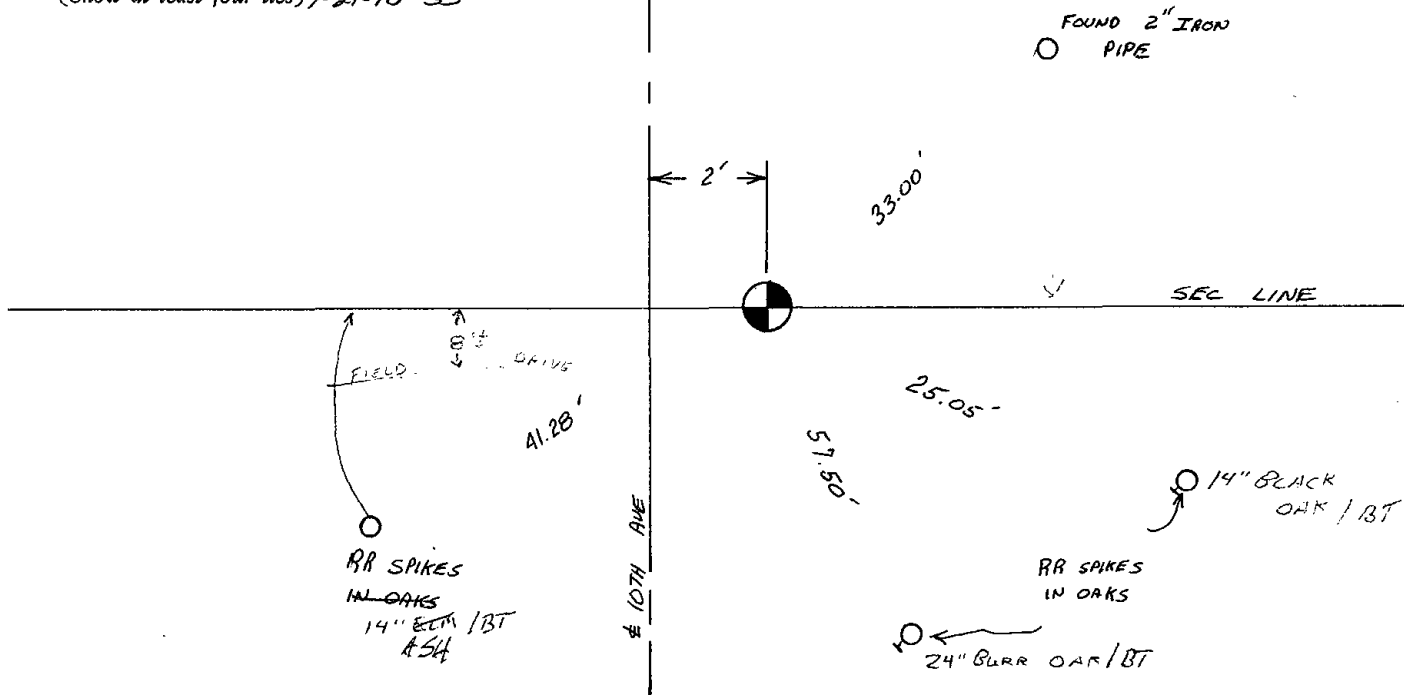 (Show at least four ties)
FOUND 2" IRON
PIPE
2'
33.00'
SEC LINE
8'±
FIELD DRIVE
41.28'
25.05'
57.50'
14" BLACK
OAK / BT
RR SPIKES
IN OAKS
14" ELM / BT
ASH
10TH AVE
RR SPIKES
IN OAKS
24" BURR OAK / BT